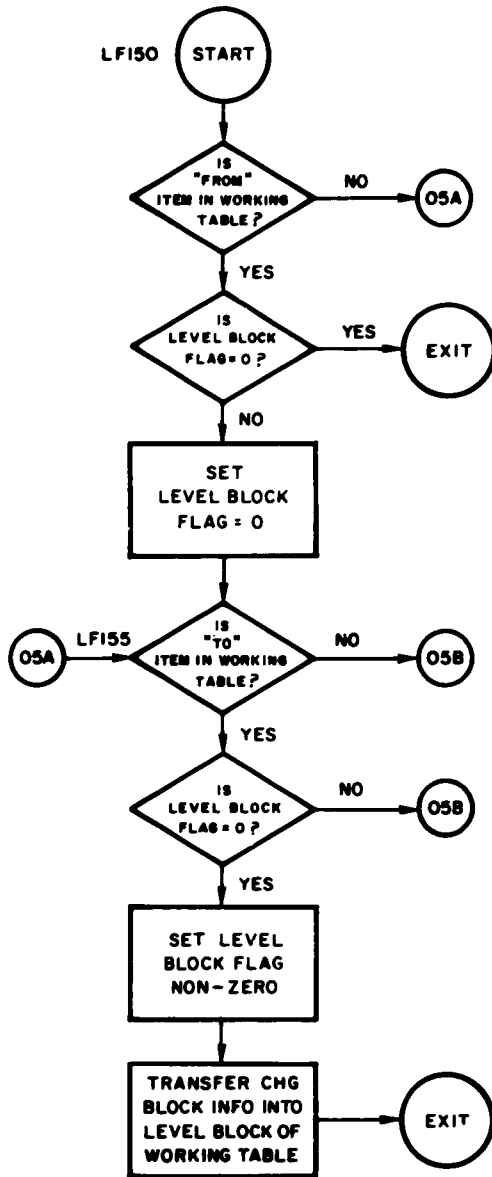 LF150
START
IS
"FROM"
ITEM IN WORKING
TABLE?
NO
05A
YES
IS
LEVEL BLOCK
FLAG=0?
YES
EXIT
NO
SET
LEVEL BLOCK
FLAG = 0
05A
LF155
IS
"TO"
ITEM IN WORKING
TABLE?
NO
05B
YES
IS
LEVEL BLOCK
FLAG=0?
NO
05B
YES
SET LEVEL
BLOCK FLAG
NON-ZERO
TRANSFER CHG
BLOCK INFO INTO
LEVEL BLOCK OF
WORKING TABLE
EXIT